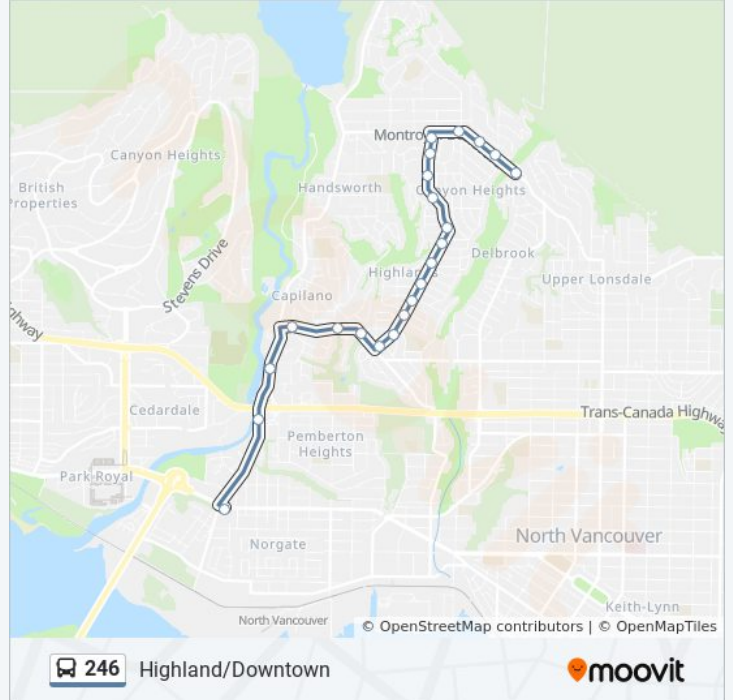 Montro
Canyon Heights
British
Properties
Handsworth
Canyon Heights
Stevens Drive
Delbrook
Highlands
Upper Lonsdale
Capilano
Highway
Cedardale
Trans-Canada Highway
Pemberton
Heights
Park Royal
North Vancouver
Norgate
Keith-Lynn
North Vancouver
© OpenStreetMap contributors | © OpenMapTiles
246 Highland/Downtown
moovit